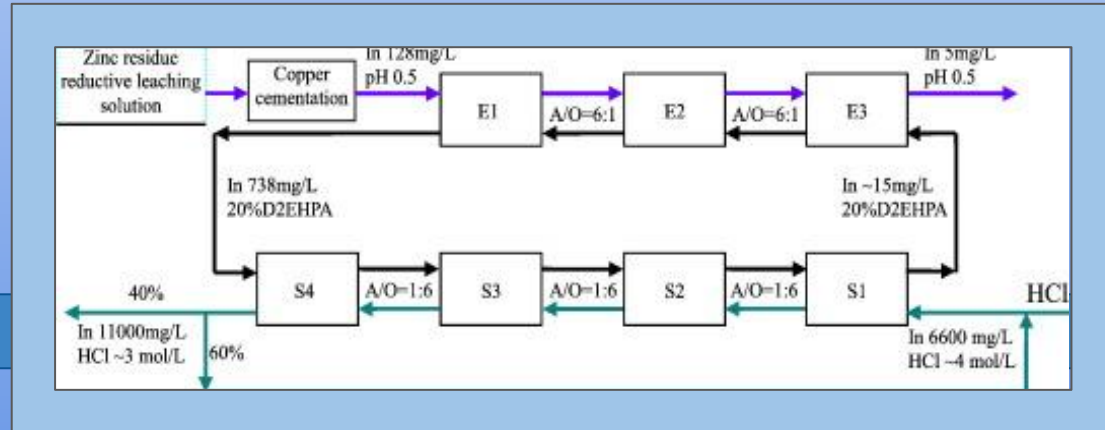 Zinc residue
reductive leaching
solution
Copper
cementation
In 128mg/L
pH 0.5
E1
A/O=6:1
E2
A/O=6:1
E3
In 5mg/L
pH 0.5
In 738mg/L
20%D2EHPA
In ~15mg/L
20%D2EHPA
S4
A/O=1:6
S3
A/O=1:6
S2
A/O=1:6
S1
HCl
40%
In 11000mg/L
HCl ~3 mol/L
60%
In 6600 mg/L
HCl ~4 mol/L